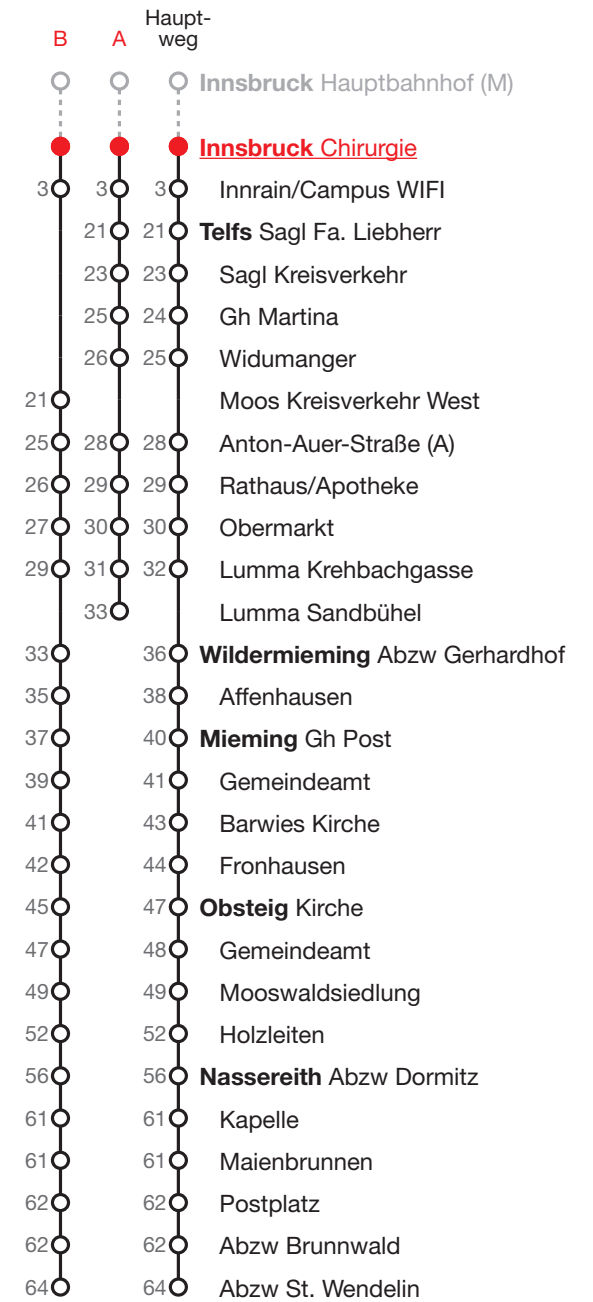 Haupt-
B A weg
Innsbruck Hauptbahnhof (M)
Innsbruck Chirurgie
3 3 3 Innrain/Campus WIFI
21 21 Telfs Sagl Fa. Liebherr
23 23 Sagl Kreisverkehr
25 24 Gh Martina
26 25 Widumanger
21 Moos Kreisverkehr West
25 28 28 Anton-Auer-Straße (A)
26 29 29 Rathaus/Apotheke
27 30 30 Obermarkt
29 31 32 Lumma Krehbachgasse
33 Lumma Sandbühel
33 36 Wildermieming Abzw Gerhardhof
35 38 Affenhausen
37 40 Mieming Gh Post
39 41 Gemeindeamt
41 43 Barwies Kirche
42 44 Fronhausen
45 47 Obsteig Kirche
47 48 Gemeindeamt
49 49 Mooswaldsiedlung
52 52 Holzleiten
56 56 Nassereith Abzw Dormitz
61 61 Kapelle
61 61 Maienbrunnen
62 62 Postplatz
62 62 Abzw Brunnwald
64 64 Abzw St. Wendelin